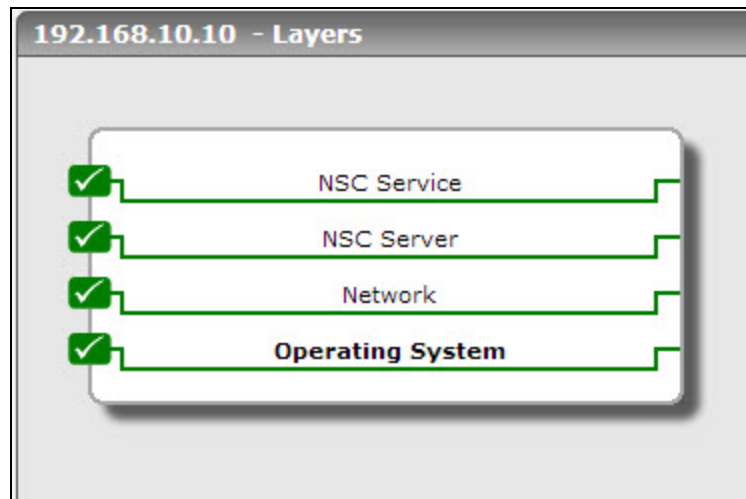 192.168.10.10 - Layers
NSC Service
NSC Server
Network
Operating System